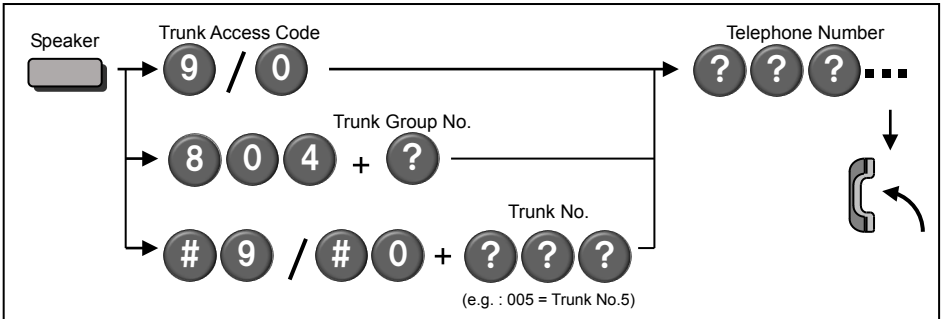 Speaker
Trunk Access Code
9 / 0
Telephone Number
? ? ? ...
Trunk Group No.
8 0 4 + ?
Trunk No.
# 9 / # 0 + ? ? ?
(e.g. : 005 = Trunk No.5)